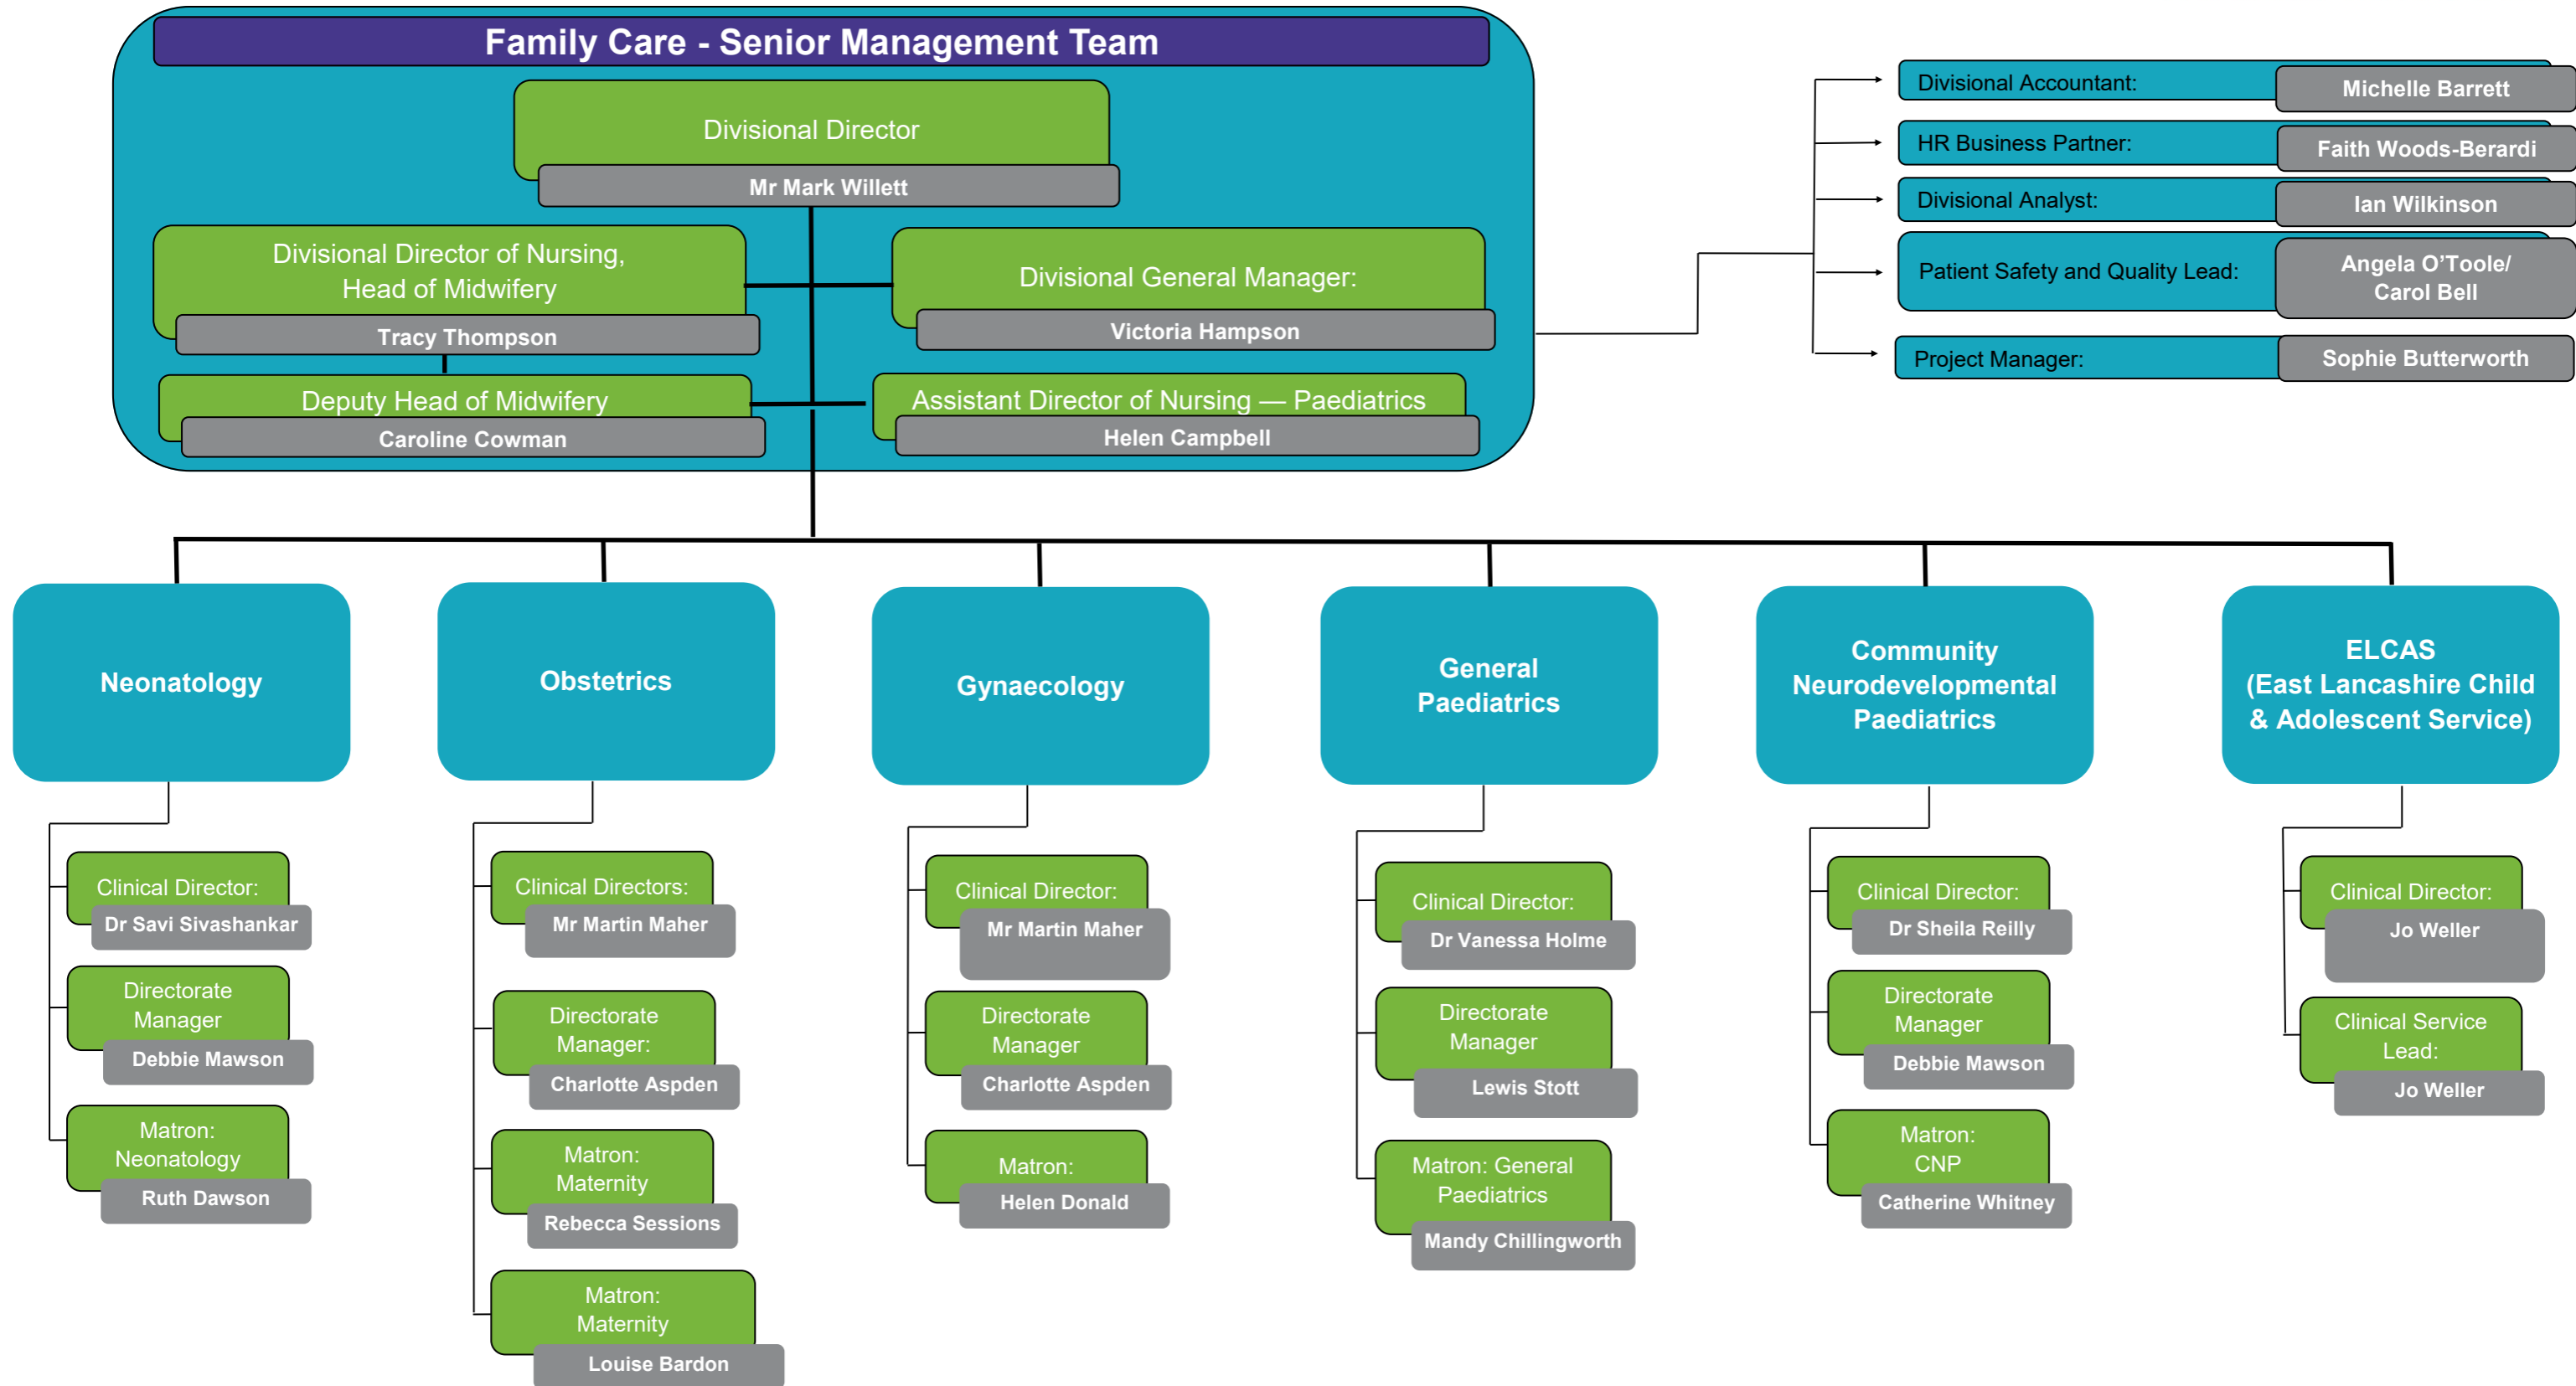 Family Care - Senior Management Team
Divisional Director
Mr Mark Willett
Divisional Director of Nursing,
Head of Midwifery
Tracy Thompson
Divisional General Manager:
Victoria Hampson
Deputy Head of Midwifery
Caroline Cowman
Assistant Director of Nursing — Paediatrics
Helen Campbell
Divisional Accountant:
Michelle Barrett
HR Business Partner:
Faith Woods-Berardi
Divisional Analyst:
Ian Wilkinson
Patient Safety and Quality Lead:
Angela O’Toole/
Carol Bell
Project Manager:
Sophie Butterworth
Neonatology
Clinical Director:
Dr Savi Sivashankar
Directorate
Manager
Debbie Mawson
Matron:
Neonatology
Ruth Dawson
Obstetrics
Clinical Directors:
Mr Martin Maher
Directorate
Manager:
Charlotte Aspden
Matron:
Maternity
Rebecca Sessions
Matron:
Maternity
Louise Bardon
Gynaecology
Clinical Director:
Mr Martin Maher
Directorate
Manager
Charlotte Aspden
Matron:
Helen Donald
General
Paediatrics
Clinical Director:
Dr Vanessa Holme
Directorate
Manager
Lewis Stott
Matron: General
Paediatrics
Mandy Chillingworth
Community
Neurodevelopmental
Paediatrics
Clinical Director:
Dr Sheila Reilly
Directorate
Manager
Debbie Mawson
Matron:
CNP
Catherine Whitney
ELCAS
(East Lancashire Child
& Adolescent Service)
Clinical Director:
Jo Weller
Clinical Service
Lead:
Jo Weller